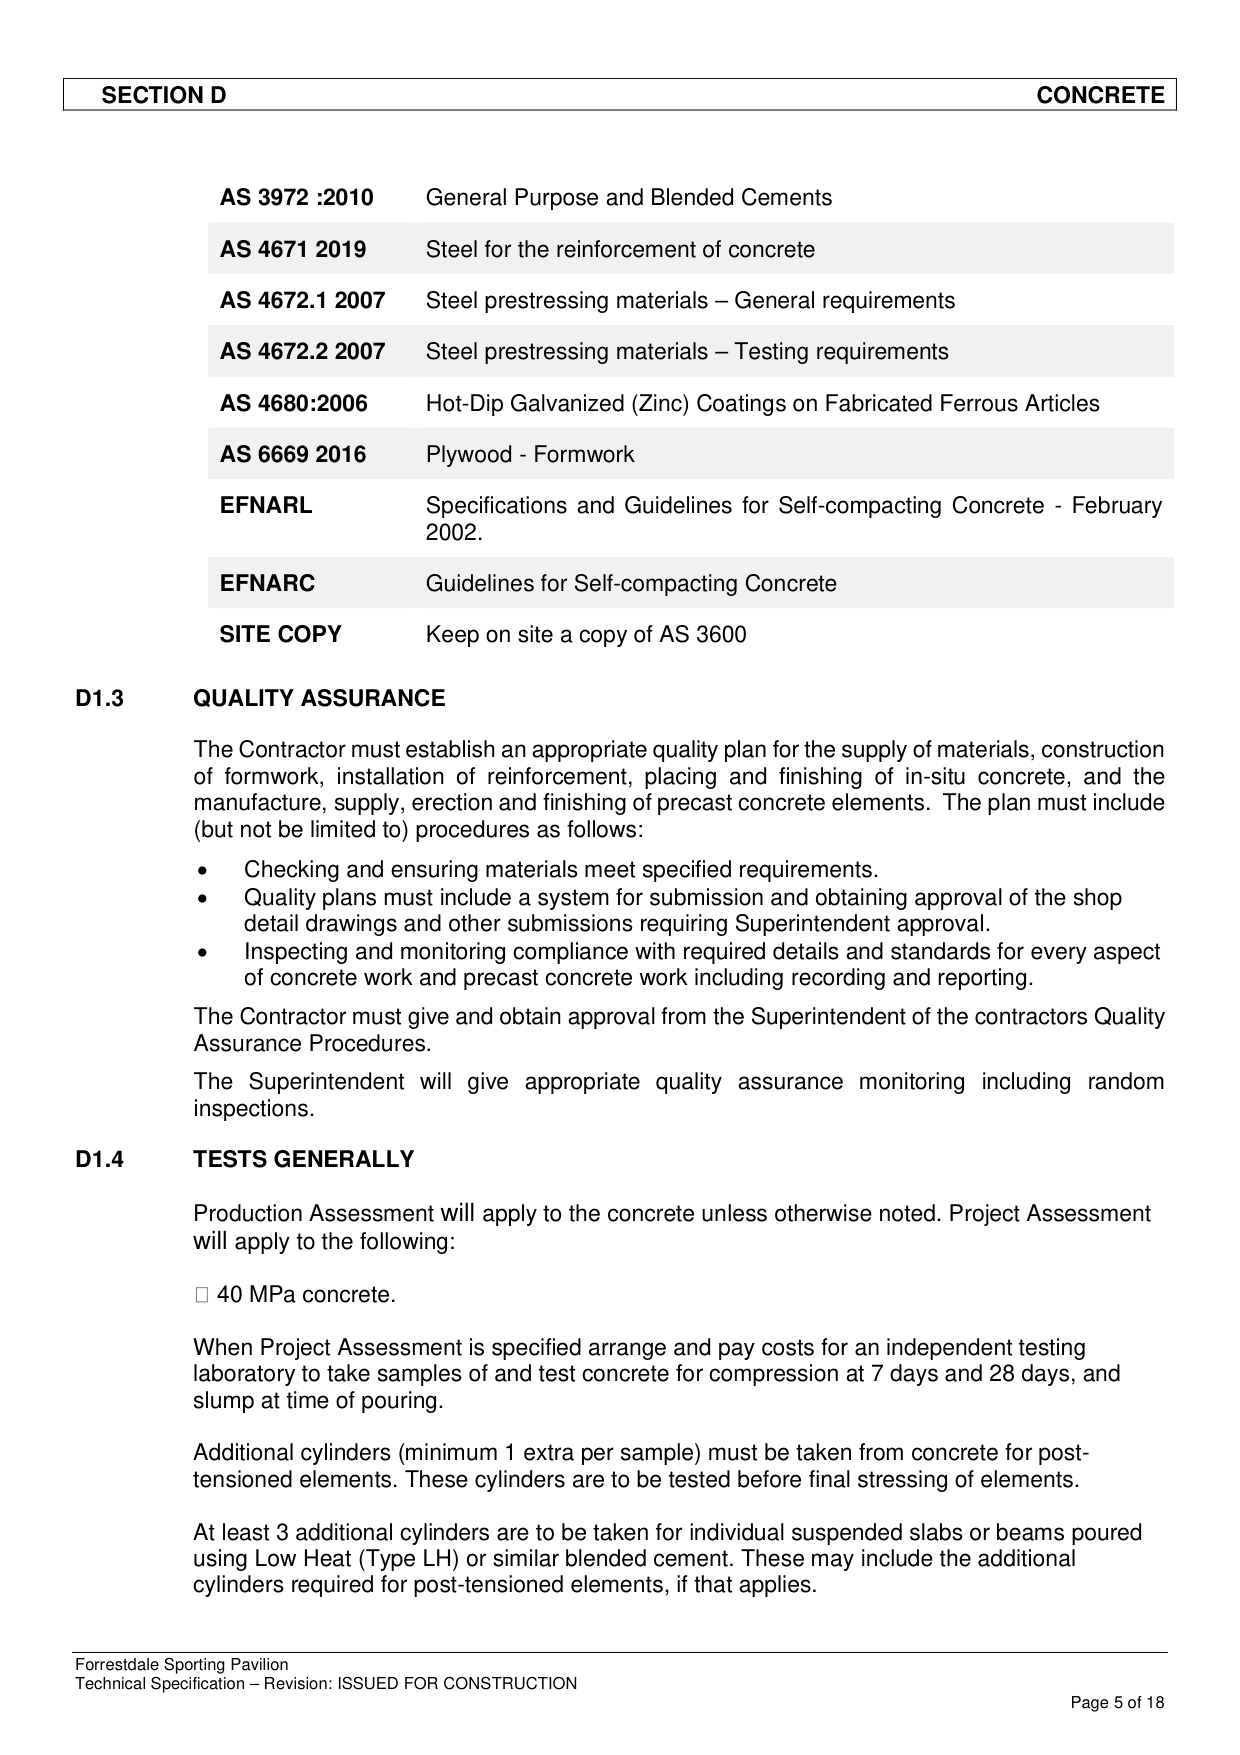 SECTION D CONCRETE
AS 3972 :2010 General Purpose and Blended Cements
AS 4671 2019 Steel for the reinforcement of concrete
AS 4672.1 2007 Steel prestressing materials – General requirements
AS 4672.2 2007 Steel prestressing materials – Testing requirements
AS 4680:2006 Hot-Dip Galvanized (Zinc) Coatings on Fabricated Ferrous Articles
AS 6669 2016 Plywood - Formwork
EFNARL Specifications and Guidelines for Self-compacting Concrete - February
2002.
EFNARC Guidelines for Self-compacting Concrete
SITE COPY Keep on site a copy of AS 3600
D1.3 QUALITY ASSURANCE
The Contractor must establish an appropriate quality plan for the supply of materials, construction
of formwork, installation of reinforcement, placing and finishing of in-situ concrete, and the
manufacture, supply, erection and finishing of precast concrete elements. The plan must include
(but not be limited to) procedures as follows:
• Checking and ensuring materials meet specified requirements.
• Quality plans must include a system for submission and obtaining approval of the shop
detail drawings and other submissions requiring Superintendent approval.
• Inspecting and monitoring compliance with required details and standards for every aspect
of concrete work and precast concrete work including recording and reporting.
The Contractor must give and obtain approval from the Superintendent of the contractors Quality
Assurance Procedures.
The Superintendent will give appropriate quality assurance monitoring including random
inspections.
D1.4 TESTS GENERALLY
Production Assessment will apply to the concrete unless otherwise noted. Project Assessment
will apply to the following:
□ 40 MPa concrete.
When Project Assessment is specified arrange and pay costs for an independent testing
laboratory to take samples of and test concrete for compression at 7 days and 28 days, and
slump at time of pouring.
Additional cylinders (minimum 1 extra per sample) must be taken from concrete for post-
tensioned elements. These cylinders are to be tested before final stressing of elements.
At least 3 additional cylinders are to be taken for individual suspended slabs or beams poured
using Low Heat (Type LH) or similar blended cement. These may include the additional
cylinders required for post-tensioned elements, if that applies.
Forrestdale Sporting Pavilion
Technical Specification – Revision: ISSUED FOR CONSTRUCTION
Page 5 of 18